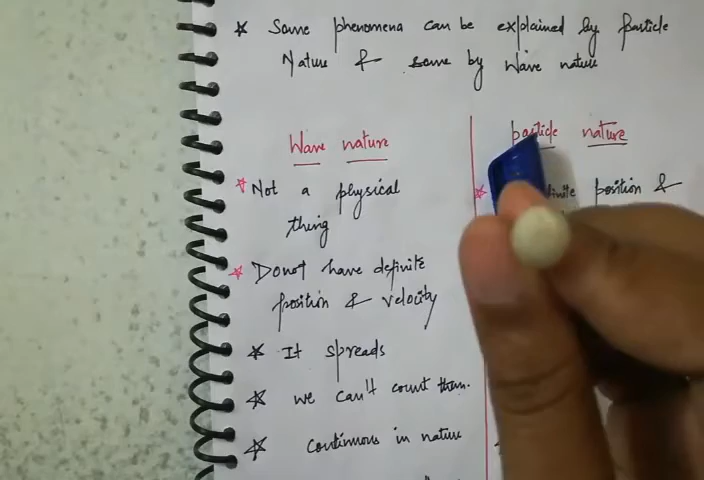 Some phenomena can be explained by particle
Nature & some by Wave nature
Wave nature
Not a physical
thing
Donot have definite
position & velocity
It spreads
we can't count them.
continuous in nature
particle nature
position &